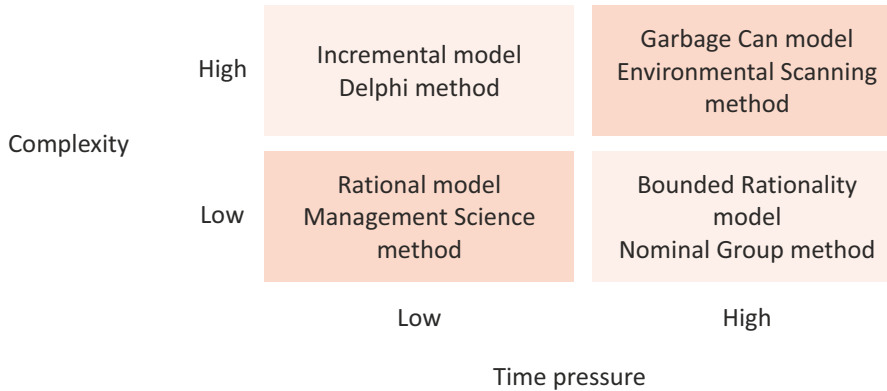 High
Incremental model
Delphi method
Garbage Can model
Environmental Scanning
method
Complexity
Low
Rational model
Management Science
method
Bounded Rationality
model
Nominal Group method
Low
High
Time pressure